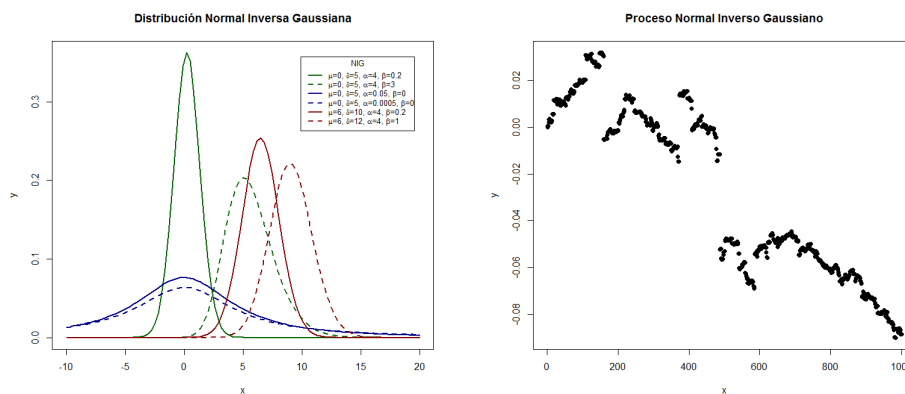 Distribución Normal Inversa Gaussiana
NIG
μ=0, δ=5, α=4, β=0.2
μ=0, δ=5, α=4, β=3
μ=0, δ=5, α=0.05, β=0
μ=0, δ=5, α=0.0005, β=0
μ=6, δ=10, α=4, β=0.2
μ=6, δ=12, α=4, β=1
y
0.3
0.2
0.1
0.0
-10 -5 0 5 10 15 20
x
Proceso Normal Inverso Gaussiano
y
0.02
0.00
-0.02
-0.04
-0.06
-0.08
0 200 400 600 800 1000
x